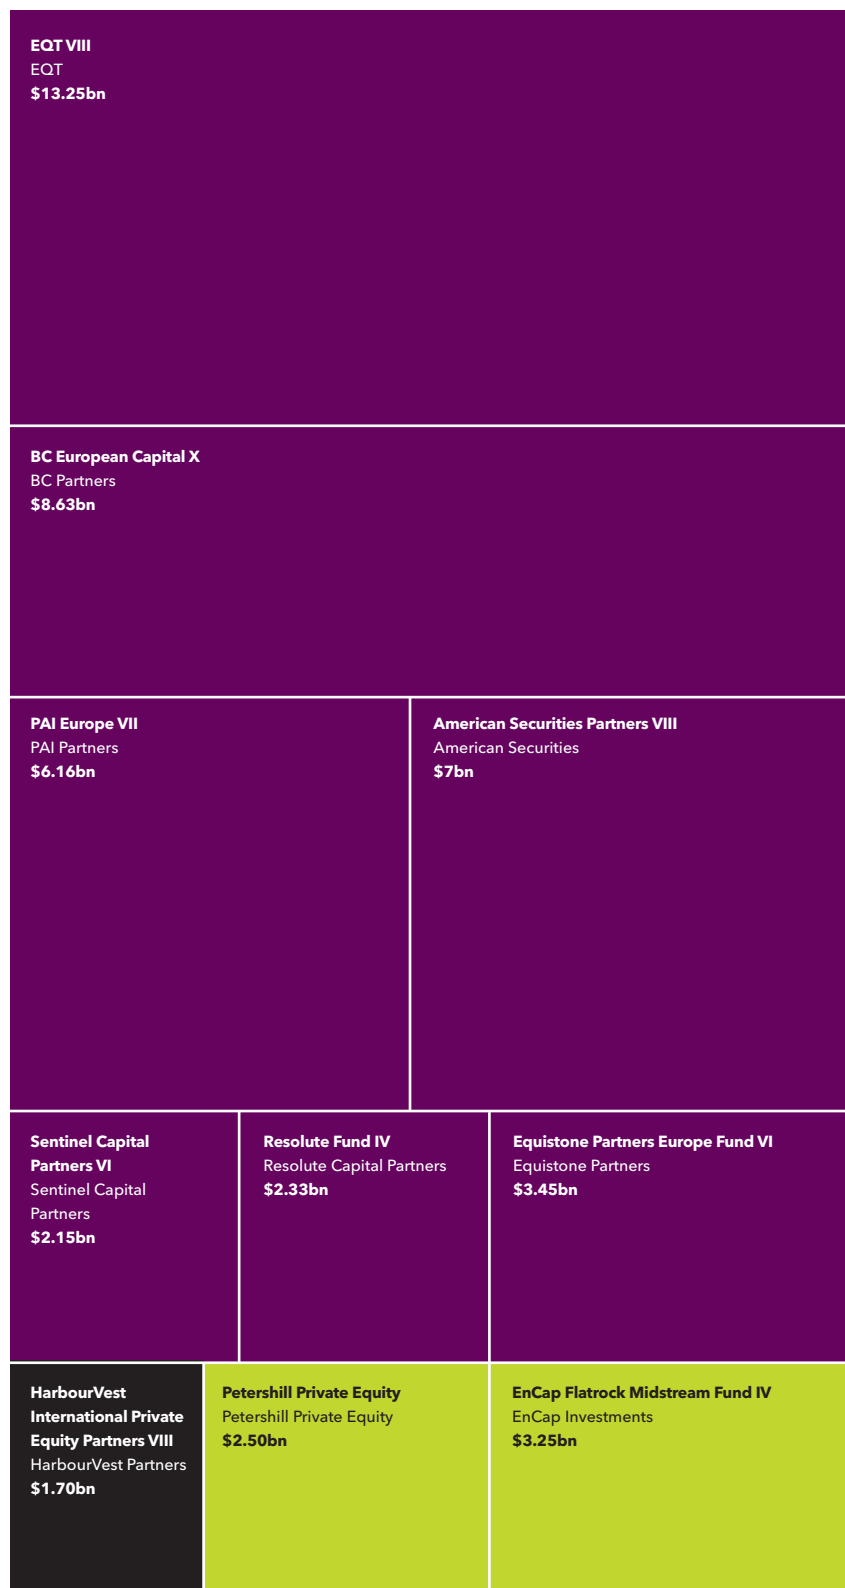 EQT VIII
EQT
$13.25bn
BC European Capital X
BC Partners
$8.63bn
PAI Europe VII
PAI Partners
$6.16bn
American Securities Partners VIII
American Securities
$7bn
Sentinel Capital
Partners VI
Sentinel Capital
Partners
$2.15bn
Resolute Fund IV
Resolute Capital Partners
$2.33bn
Equistone Partners Europe Fund VI
Equistone Partners
$3.45bn
HarbourVest
International Private
Equity Partners VIII
HarbourVest Partners
$1.70bn
Petershill Private Equity
Petershill Private Equity
$2.50bn
EnCap Flatrock Midstream Fund IV
EnCap Investments
$3.25bn